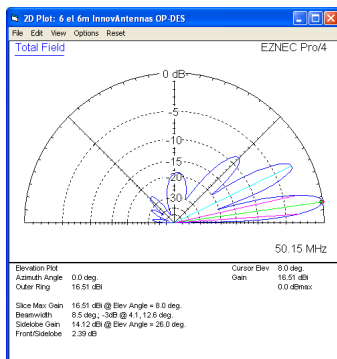 2D Plot: 6 el 6m InnovAntennas OP-DES
File Edit View Options Reset
Total Field
EZNEC Pro/4
0 dB
-5
-10
-15
-20
-30
50.15 MHz
Elevation Plot
Azimuth Angle 0.0 deg.
Outer Ring 16.51 dBi
Cursor Elev 8.0 deg.
Gain 16.51 dBi
0.0 dBmax
Slice Max Gain 16.51 dBi @ Elev Angle = 8.0 deg.
Beamwidth 8.5 deg.; -3dB @ 4.1, 12.6 deg.
Sidelobe Gain 14.12 dBi @ Elev Angle = 26.0 deg.
Front/Sidelobe 2.39 dB